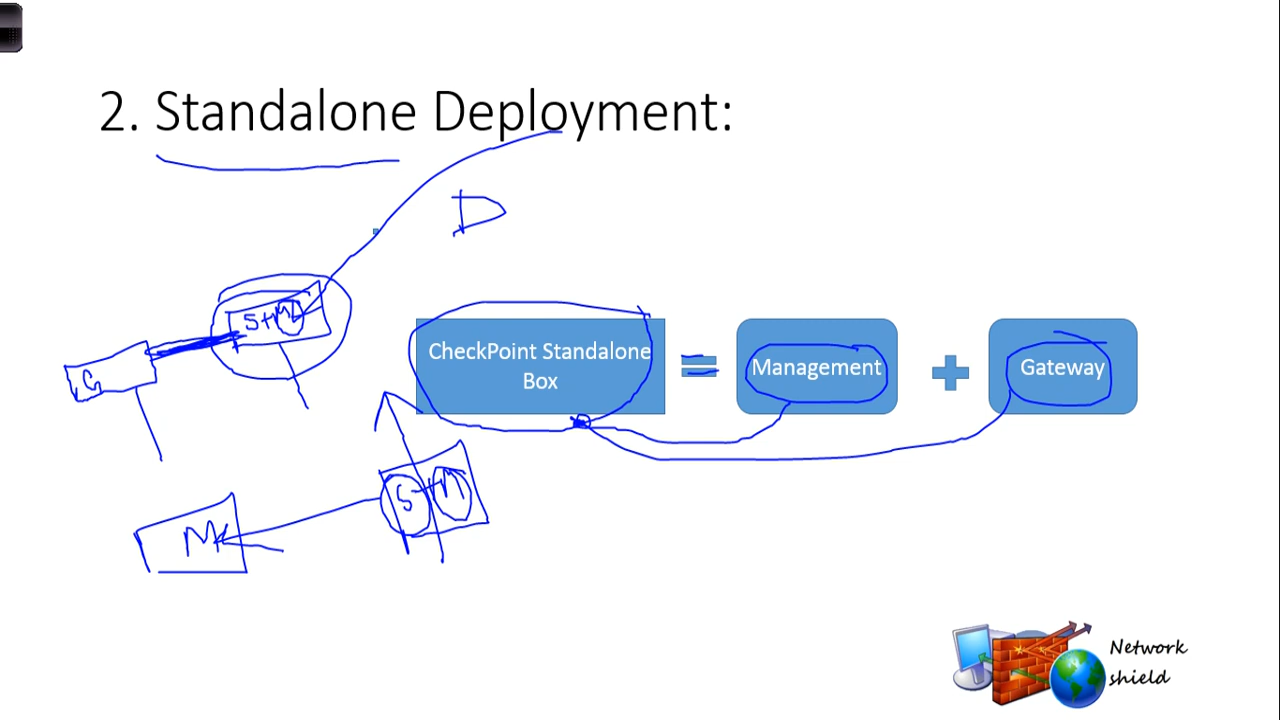 2. Standalone Deployment:
D
S+M
G
CheckPoint Standalone
Box
=
Management
+
Gateway
S+M
M
Network
shield